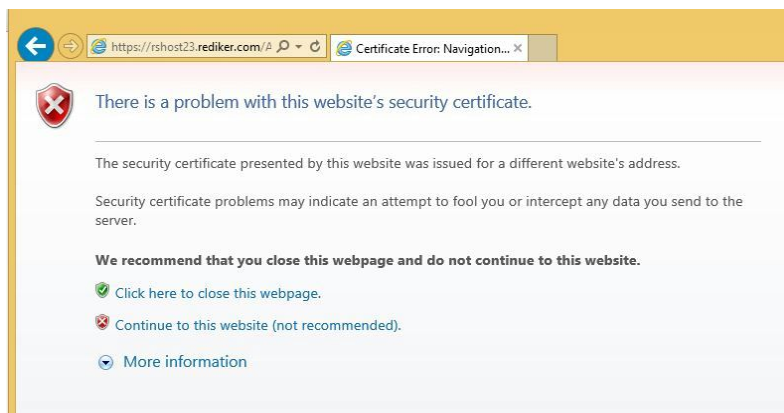 https://rshost23.rediker.com/A
Certificate Error: Navigation...
There is a problem with this website's security certificate.
The security certificate presented by this website was issued for a different website's address.
Security certificate problems may indicate an attempt to fool you or intercept any data you send to the
server.
We recommend that you close this webpage and do not continue to this website.
Click here to close this webpage.
Continue to this website (not recommended).
More information